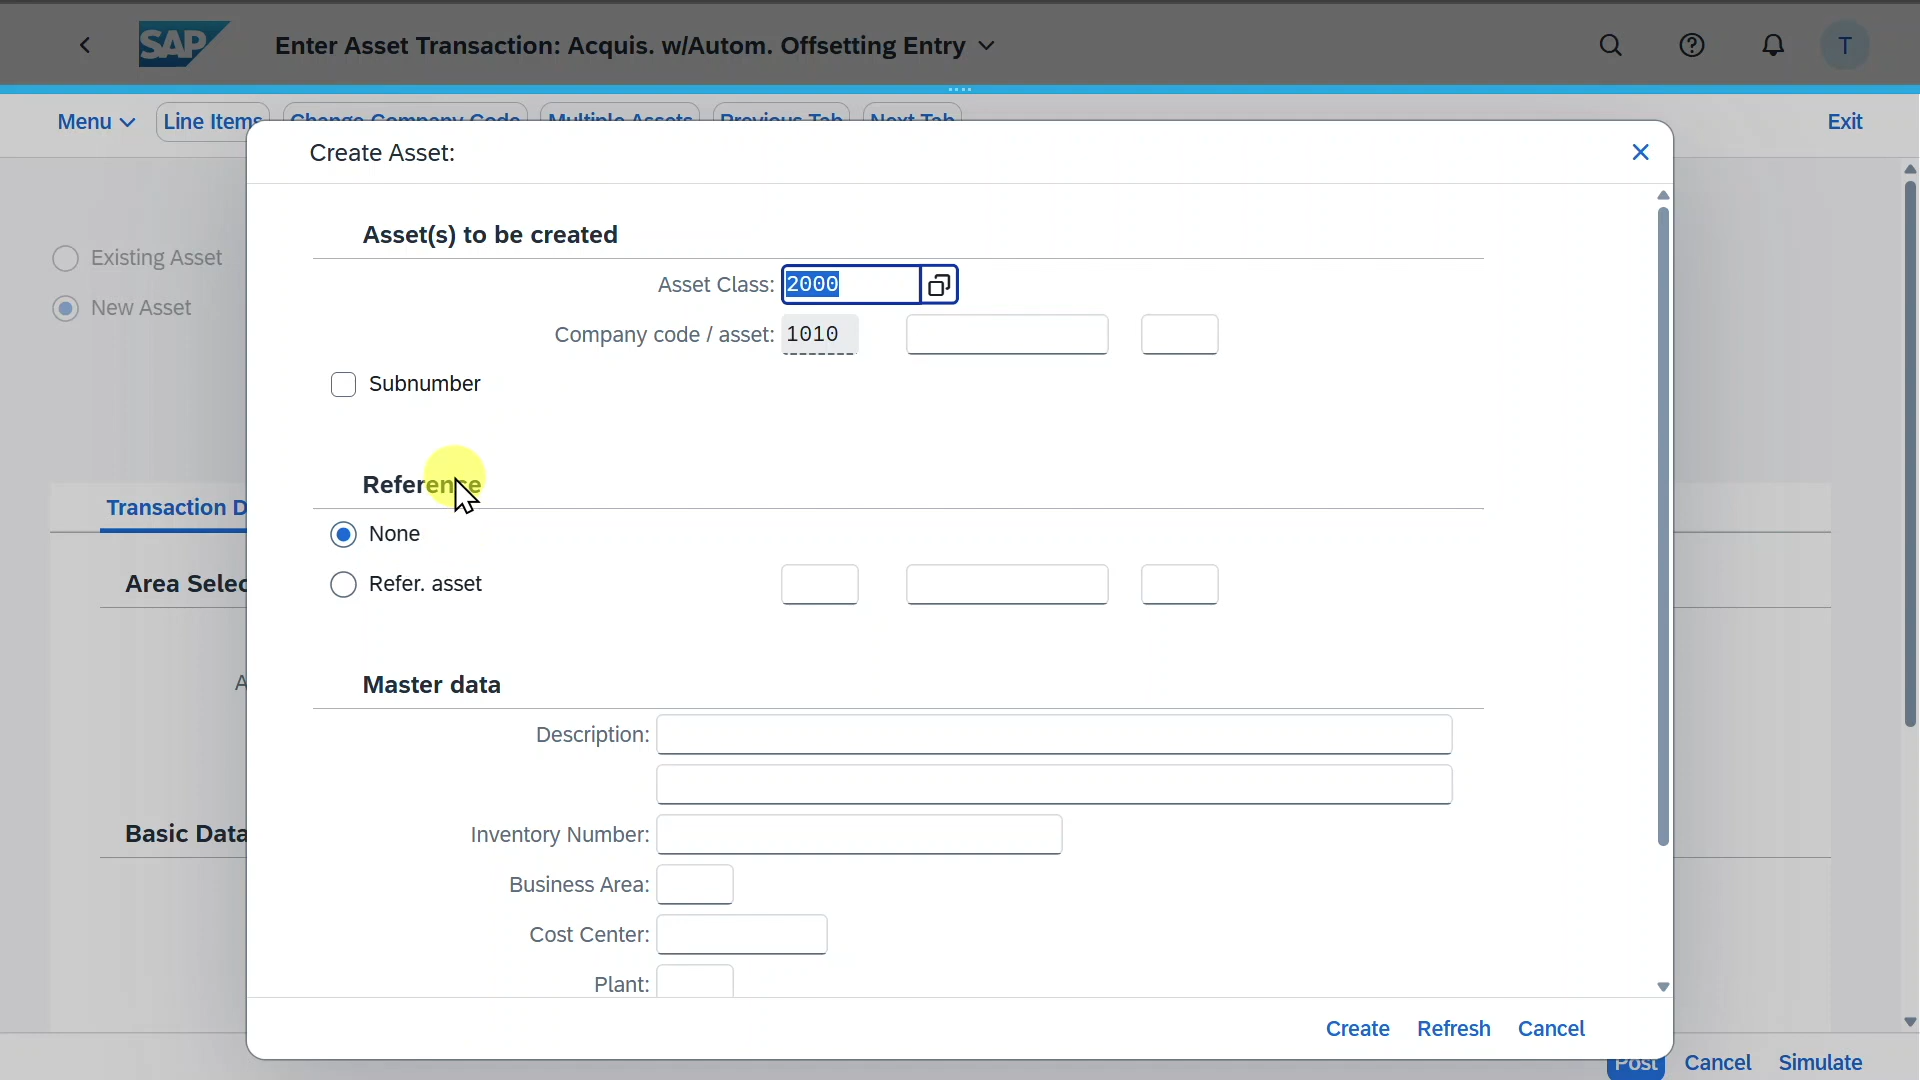 SAP Enter Asset Transaction: Acquis. w/Autom. Offsetting Entry T
Menu Line Items Change Company Code Multiple Assets Previous Tab Next Tab Exit
Create Asset:
Asset(s) to be created
Existing Asset
New Asset
Asset Class: 2000
Company code / asset: 1010
Subnumber
Reference
Transaction D
None
Area Selec
Refer. asset
A
Master data
Description:
Inventory Number:
Basic Data
Business Area:
Cost Center:
Plant:
Create Refresh Cancel
Post Cancel Simulate